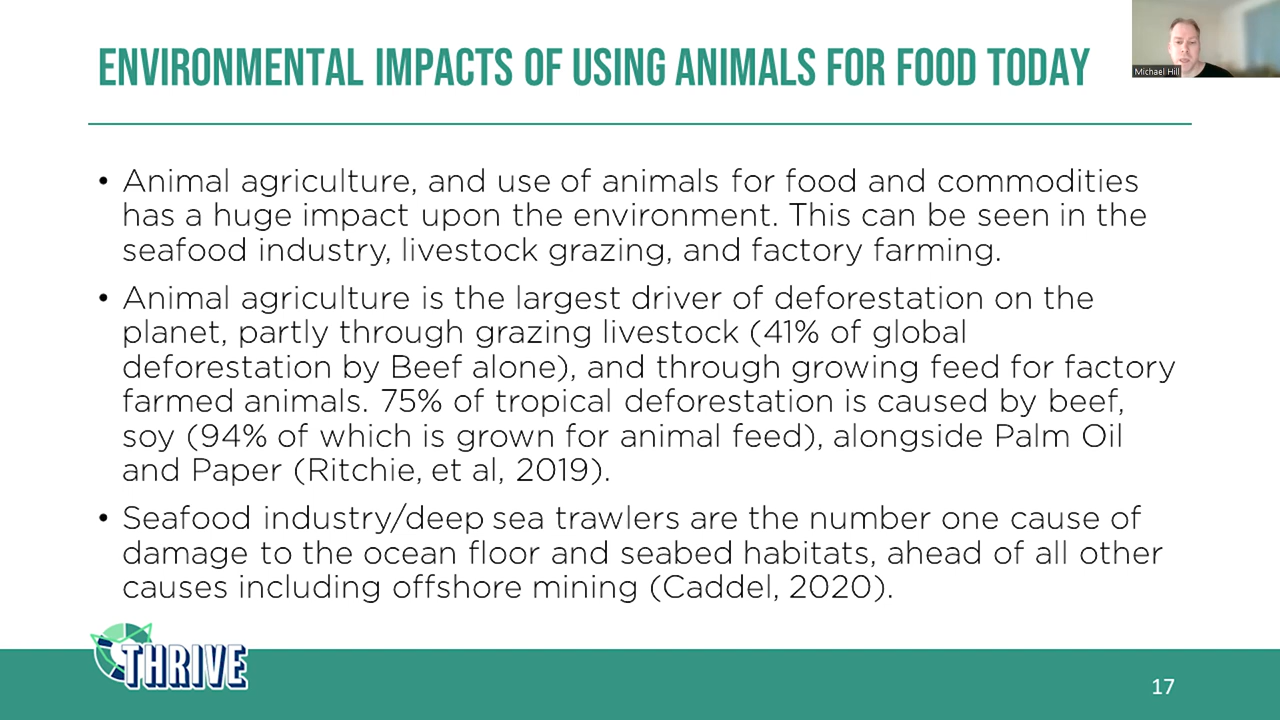 ENVIRONMENTAL IMPACTS OF USING ANIMALS FOR FOOD TODAY
Michael Hill
• Animal agriculture, and use of animals for food and commodities
has a huge impact upon the environment. This can be seen in the
seafood industry, livestock grazing, and factory farming.
• Animal agriculture is the largest driver of deforestation on the
planet, partly through grazing livestock (41% of global
deforestation by Beef alone), and through growing feed for factory
farmed animals. 75% of tropical deforestation is caused by beef,
soy (94% of which is grown for animal feed), alongside Palm Oil
and Paper (Ritchie, et al, 2019).
• Seafood industry/deep sea trawlers are the number one cause of
damage to the ocean floor and seabed habitats, ahead of all other
causes including offshore mining (Caddel, 2020).
THRIVE
17